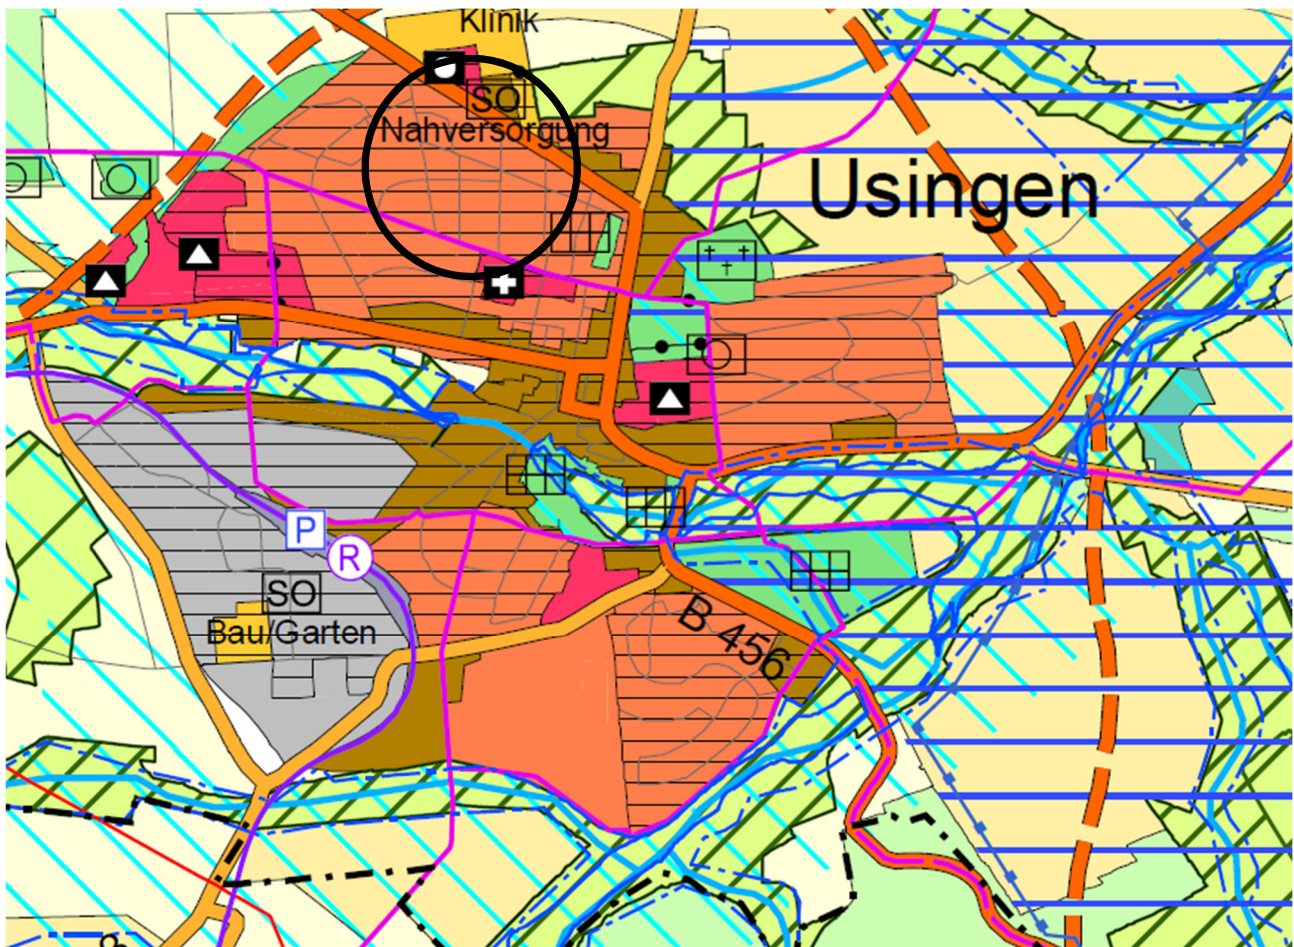 Klinik
SO
Nahversorgung
Usingen
P
R
SO
Bau/Garten
B 456